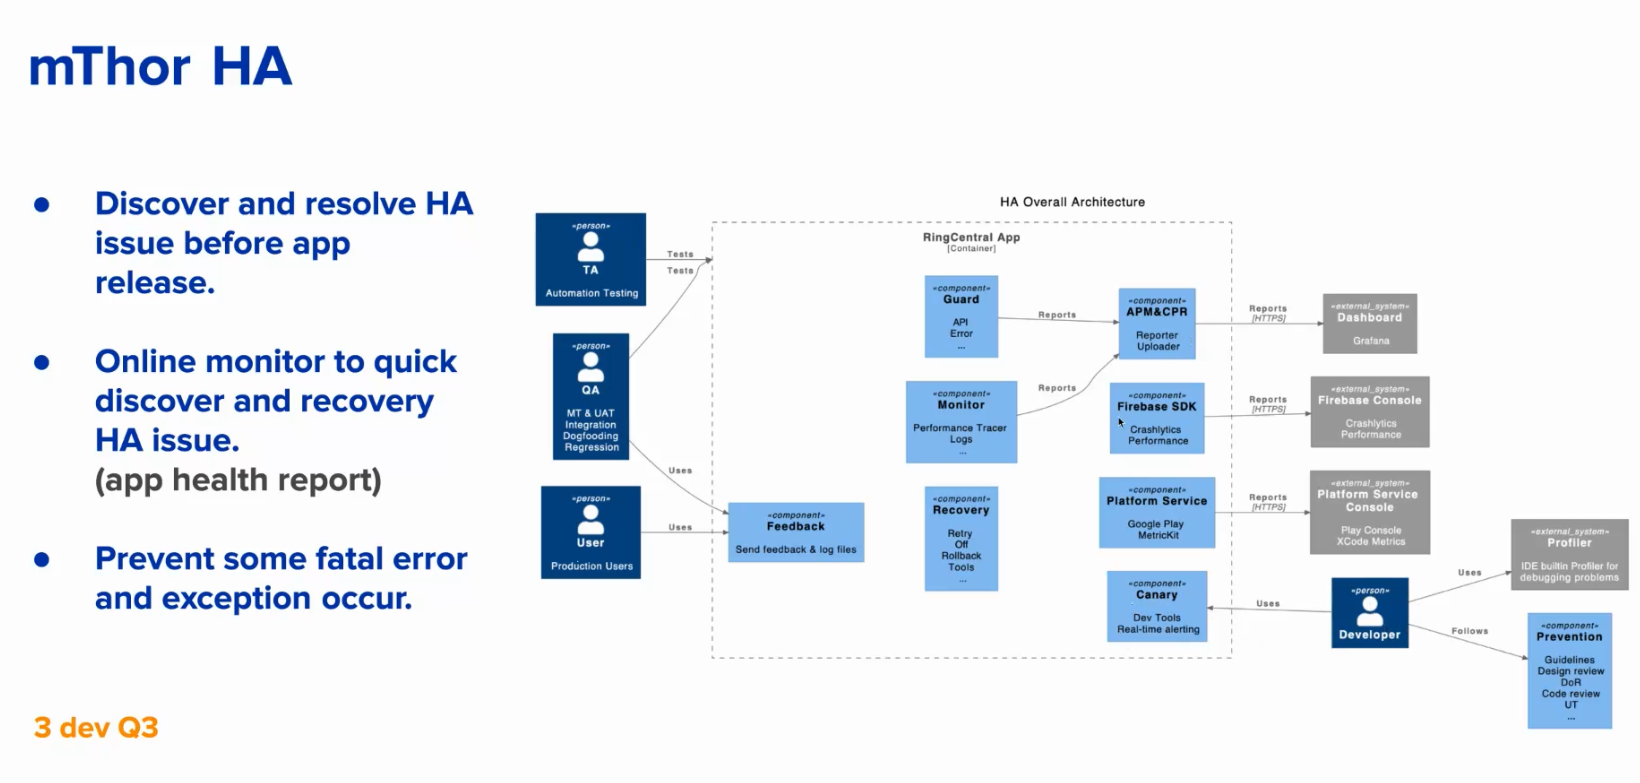 mThor HA
● Discover and resolve HA
issue before app
release.
● Online monitor to quick
discover and recovery
HA issue.
(app health report)
● Prevent some fatal error
and exception occur.
3 dev Q3
HA Overall Architecture
«person»
TA
Automation Testing
Tests
Tests
«person»
QA
MT & UAT
Integration
Dogfooding
Regression
Uses
«person»
User
Production Users
Uses
RingCentral App
[Container]
«component»
Feedback
Send feedback & log files
«component»
Guard
API
Error
...
Reports
«component»
Monitor
Performance Tracer
Logs
...
Reports
«component»
Recovery
Retry
Off
Rollback
Tools
...
«component»
APM&CPR
Reporter
Uploader
Reports
[HTTPS]
«external_system»
Dashboard
Grafana
«component»
Firebase SDK
Crashlytics
Performance
Reports
[HTTPS]
«external_system»
Firebase Console
Crashlytics
Performance
«component»
Platform Service
Google Play
MetricKit
Reports
[HTTPS]
«external_system»
Platform Service
Console
Play Console
XCode Metrics
«component»
Canary
Dev Tools
Real-time alerting
Uses
«person»
Developer
Uses
«external_system»
Profiler
IDE builtin Profiler for
debugging problems
Follows
«component»
Prevention
Guidelines
Design review
DoR
Code review
UT
...